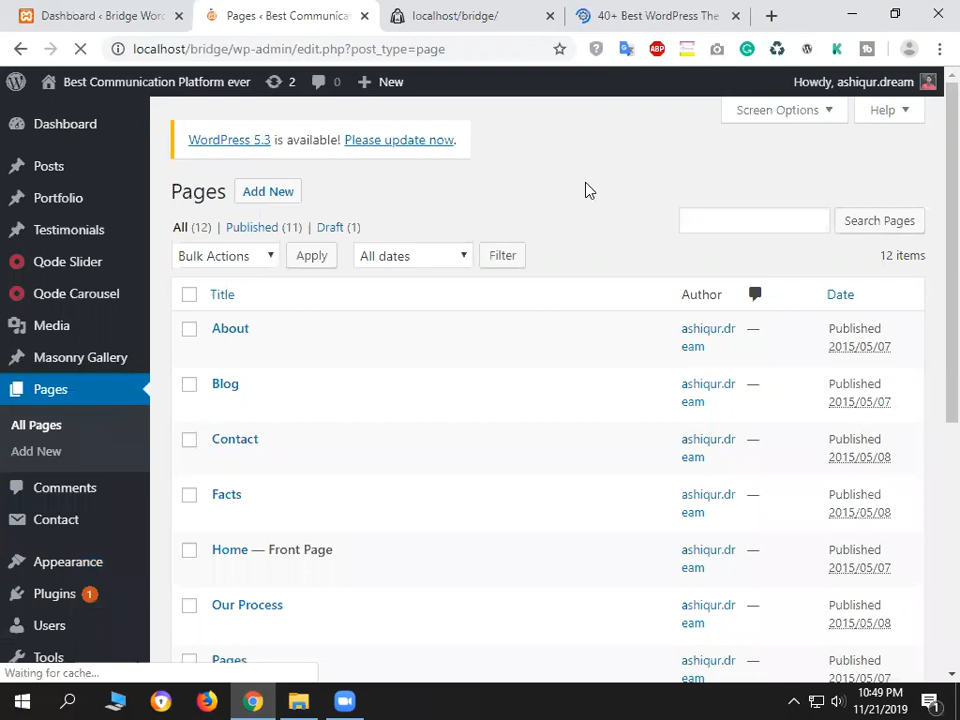 Dashboard ‹ Bridge Wor
Pages ‹ Best Communica
localhost/bridge/
40+ Best WordPress The
localhost/bridge/wp-admin/edit.php?post_type=page
ABP
Best Communication Platform ever
2
0
New
Howdy, ashiqur.dream
Dashboard
Posts
Portfolio
Testimonials
Qode Slider
Qode Carousel
Media
Masonry Gallery
Pages
All Pages
Add New
Comments
Contact
Appearance
Plugins 1
Users
Tools
Screen Options
Help
WordPress 5.3 is available! Please update now.
Pages
Add New
All (12) | Published (11) | Draft (1)
Search Pages
Bulk Actions
Apply
All dates
Filter
12 items
Title
Author
Date
About
ashiqur.dr
eam
—
Published
2015/05/07
Blog
ashiqur.dr
eam
—
Published
2015/05/07
Contact
ashiqur.dr
eam
—
Published
2015/05/08
Facts
ashiqur.dr
eam
—
Published
2015/05/08
Home — Front Page
ashiqur.dr
eam
—
Published
2015/05/07
Our Process
ashiqur.dr
eam
—
Published
2015/05/08
Pages
ashiqur.dr
eam
—
Published
2015/05/07
Waiting for cache...
10:49 PM
11/21/2019
1